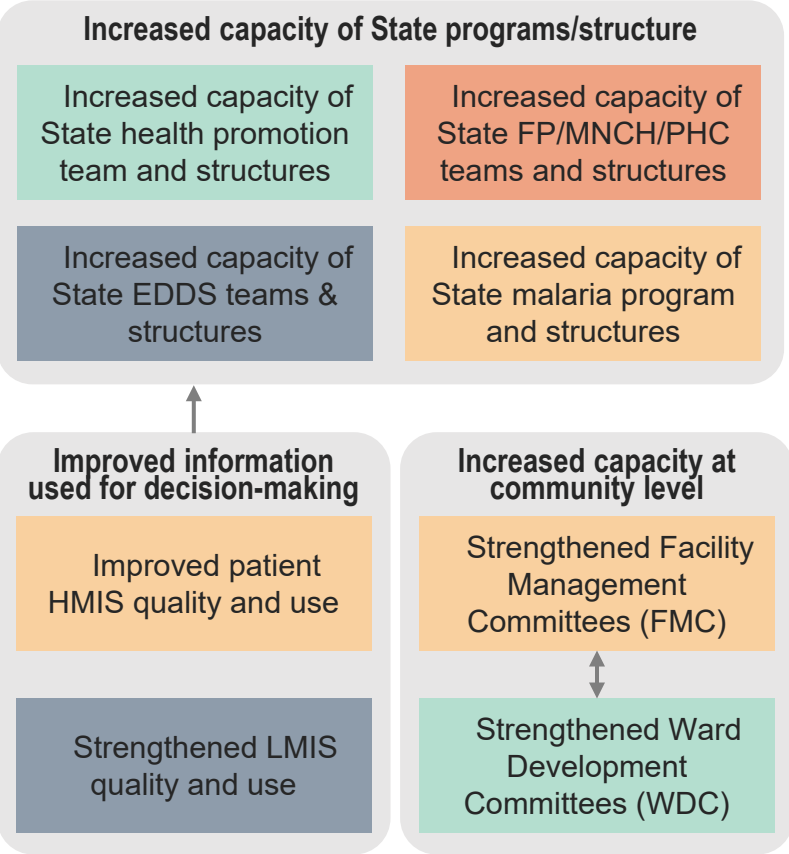 Increased capacity of State programs/structure
Increased capacity of
State health promotion
team and structures
Increased capacity of
State FP/MNCH/PHC
teams and structures
Increased capacity of
State EDDS teams &
structures
Increased capacity of
State malaria program
and structures
Improved information
used for decision-making
Improved patient
HMIS quality and use
Strengthened LMIS
quality and use
Increased capacity at
community level
Strengthened Facility
Management
Committees (FMC)
Strengthened Ward
Development
Committees (WDC)